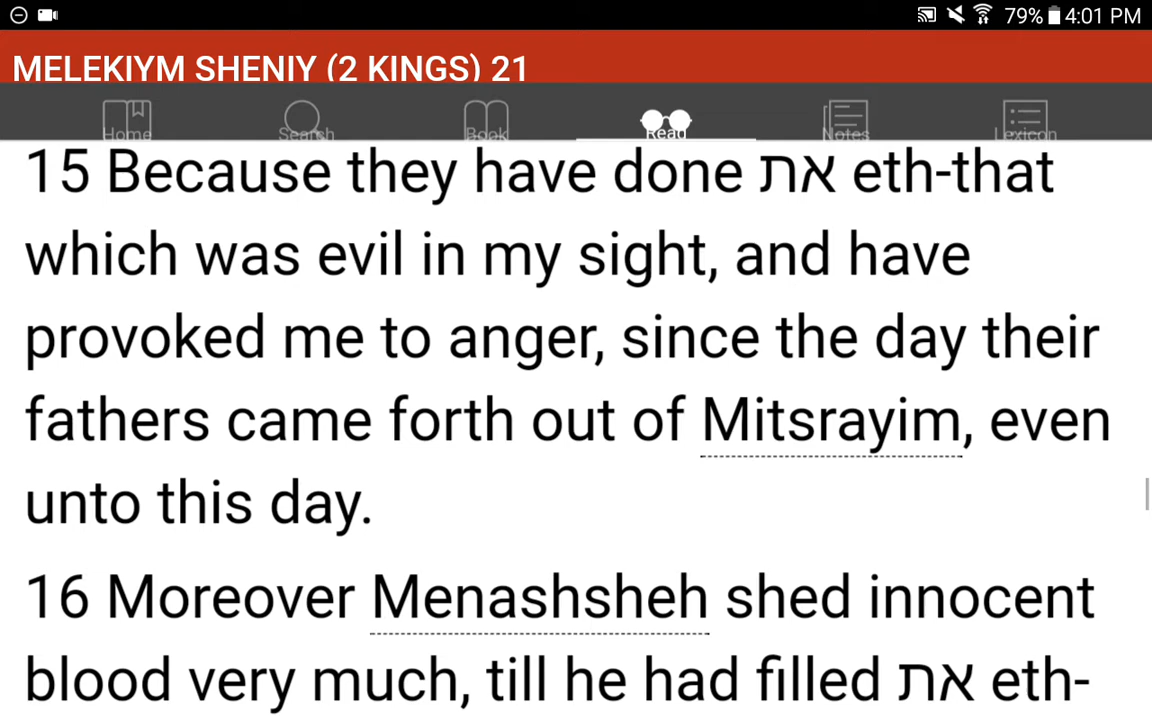 79% 4:01 PM
MELEKIYM SHENIY (2 KINGS) 21
Home Search Book Read Notes Lexicon
15 Because they have done את eth-that
which was evil in my sight, and have
provoked me to anger, since the day their
fathers came forth out of Mitsrayim, even
unto this day.
16 Moreover Menashsheh shed innocent
blood very much, till he had filled את eth-